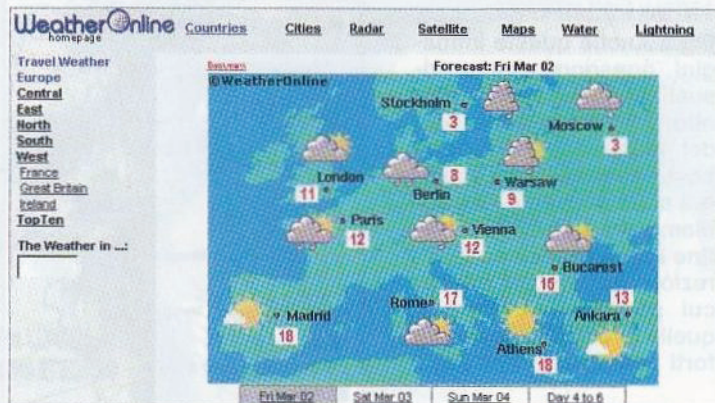 WeatherOnline
homepage
Countries Cities Radar Satellite Maps Water Lightning
Travel Weather
Europe
Central
East
North
South
West
France
Great Britain
Ireland
TopTen
The Weather in ...:
Forecast: Fri Mar 02
©WeatherOnline
Stockholm
3
Moscow
3
London
11
Berlin
8
Warsaw
9
Paris
12
Vienna
12
Bucarest
15
Madrid
18
Rome
17
Athens
18
Ankara
13
Fri Mar 02 Sat Mar 03 Sun Mar 04 Day 4 to 6